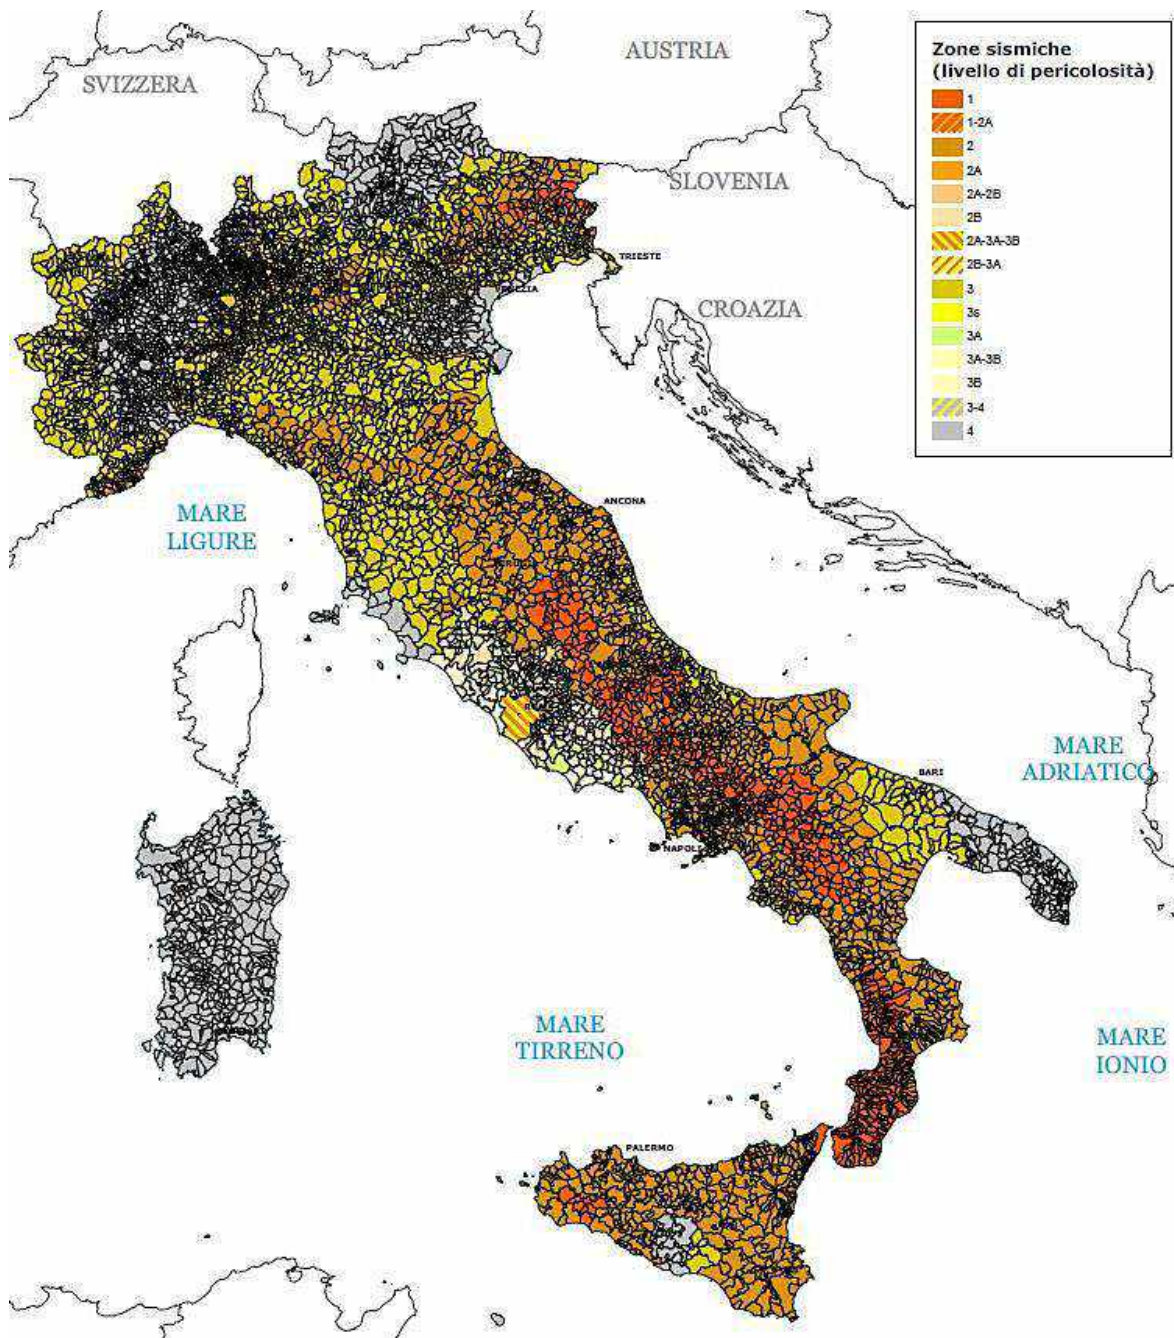 AUSTRIA
SVIZZERA
SLOVENIA
TRIESTE
VENEZIA
CROAZIA
Zone sismiche
(livello di pericolosità)
1
1-2A
2
2A
2A-2B
2B
2A-3A-3B
2B-3A
3
3s
3A
3A-3B
3B
3-4
4
ANCONA
MARE
LIGURE
MARE
ADRIATICO
BARI
NAPOLI
MARE
TIRRENO
MARE
IONIO
PALERMO